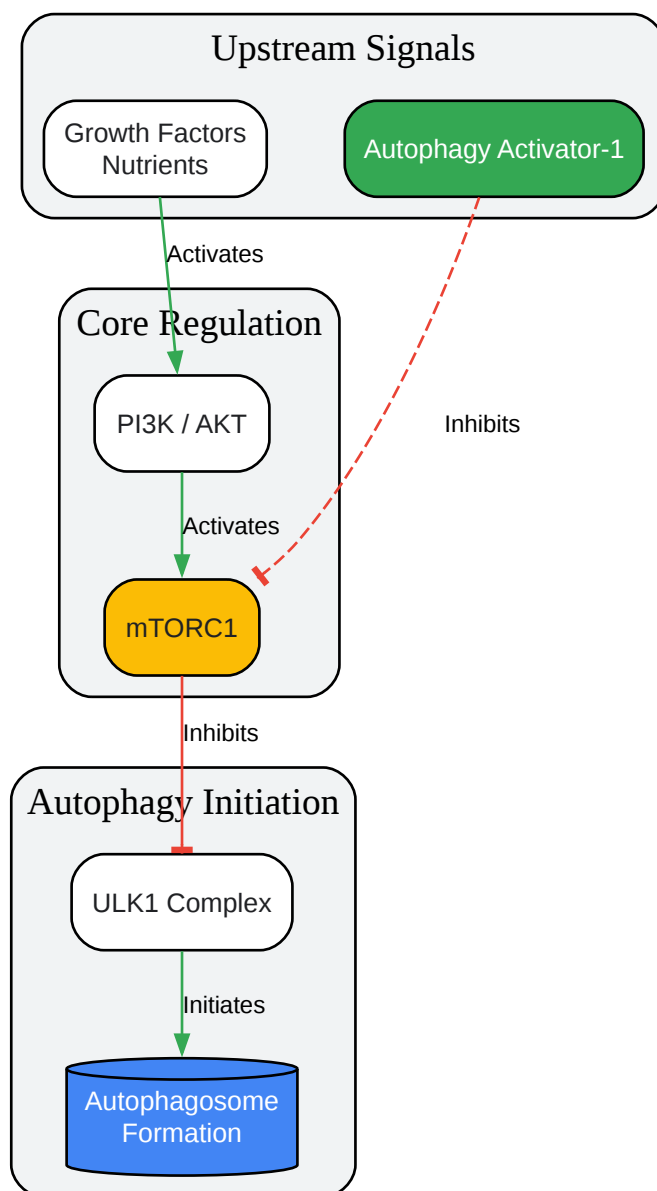 Upstream Signals
Growth Factors
Nutrients
Autophagy Activator-1
Activates
Core Regulation
PI3K / AKT
Inhibits
Activates
mTORC1
Inhibits
Autophagy Initiation
ULK1 Complex
Initiates
Autophagosome
Formation